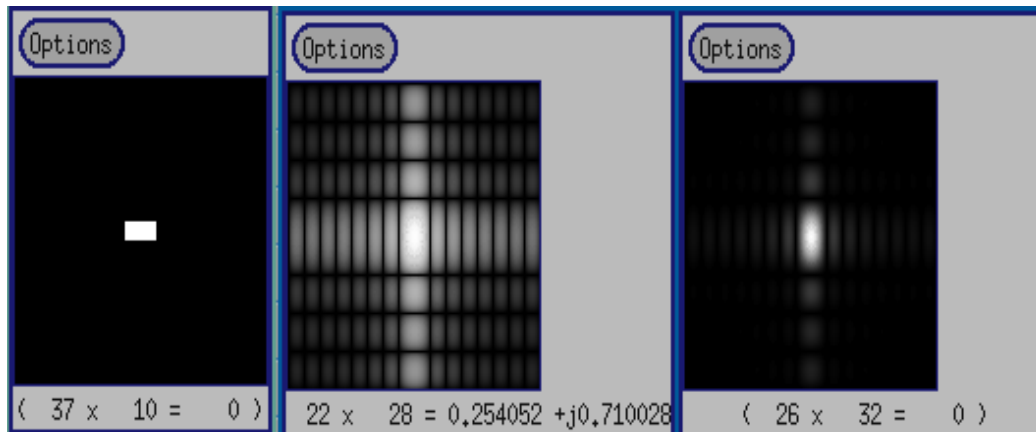 Options
Options
Options
( 37 x 10 = 0 )
22 x 28 = 0.254052 +j0.710028
( 26 x 32 = 0 )